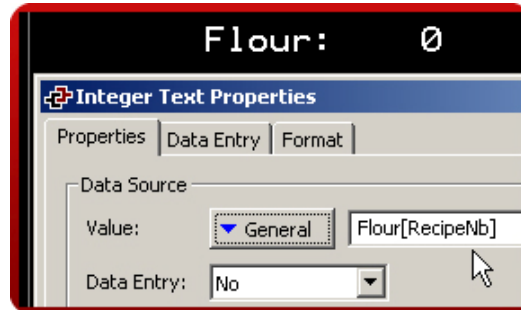 Flour: 0
Integer Text Properties
Properties Data Entry Format
Data Source
Value: General Flour[RecipeNb]
Data Entry: No